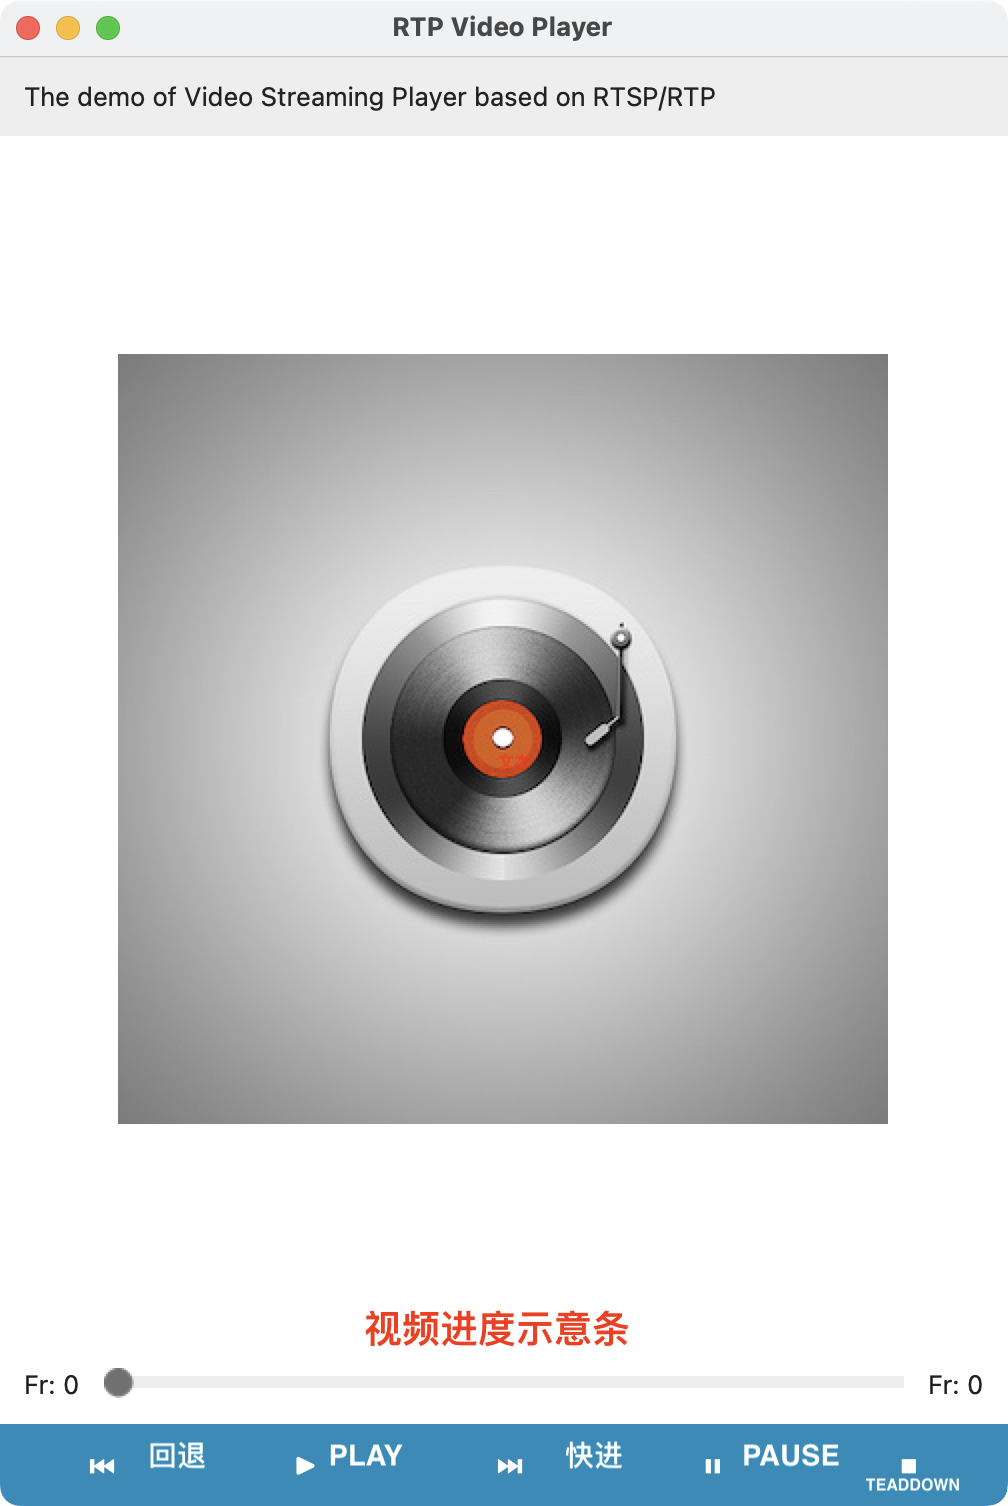 RTP Video Player
The demo of Video Streaming Player based on RTSP/RTP
视频进度示意条
Fr: 0 Fr: 0
回退 PLAY 快进 PAUSE
TEADDOWN